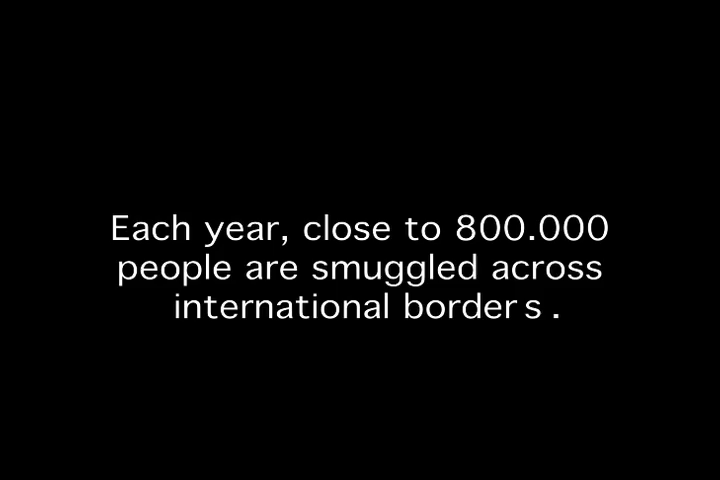 Each year, close to 800.000
people are smuggled across
international borders.